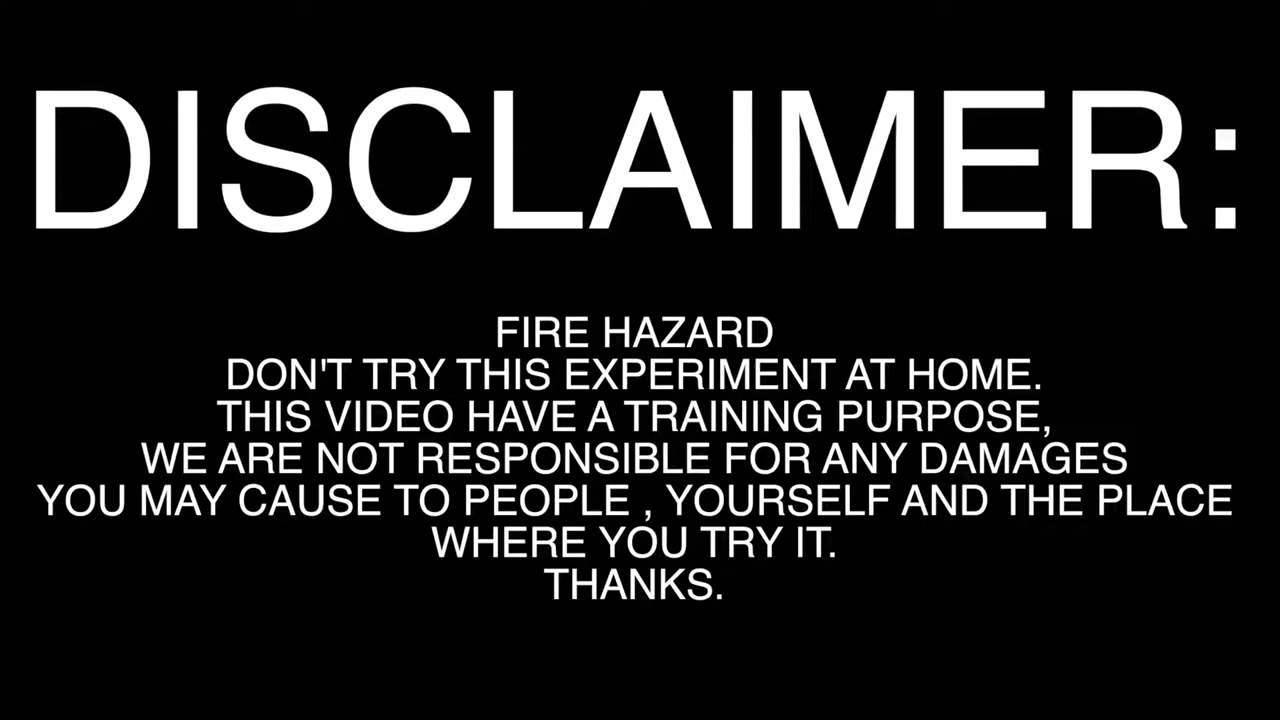 DISCLAIMER:
FIRE HAZARD
DON'T TRY THIS EXPERIMENT AT HOME.
THIS VIDEO HAVE A TRAINING PURPOSE,
WE ARE NOT RESPONSIBLE FOR ANY DAMAGES
YOU MAY CAUSE TO PEOPLE , YOURSELF AND THE PLACE
WHERE YOU TRY IT.
THANKS.